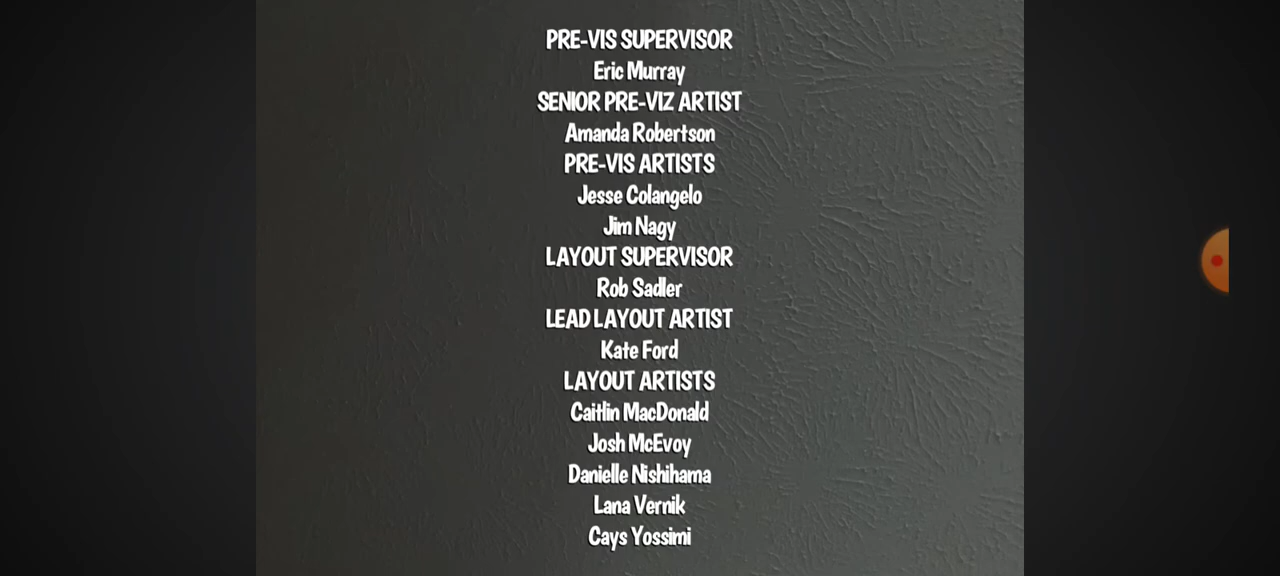 PRE-VIS SUPERVISOR
Eric Murray
SENIOR PRE-VIZ ARTIST
Amanda Robertson
PRE-VIS ARTISTS
Jesse Colangelo
Jim Nagy
LAYOUT SUPERVISOR
Rob Sadler
LEAD LAYOUT ARTIST
Kate Ford
LAYOUT ARTISTS
Caitlin MacDonald
Josh McEvoy
Danielle Nishihama
Lana Vernik
Cays Yossimi